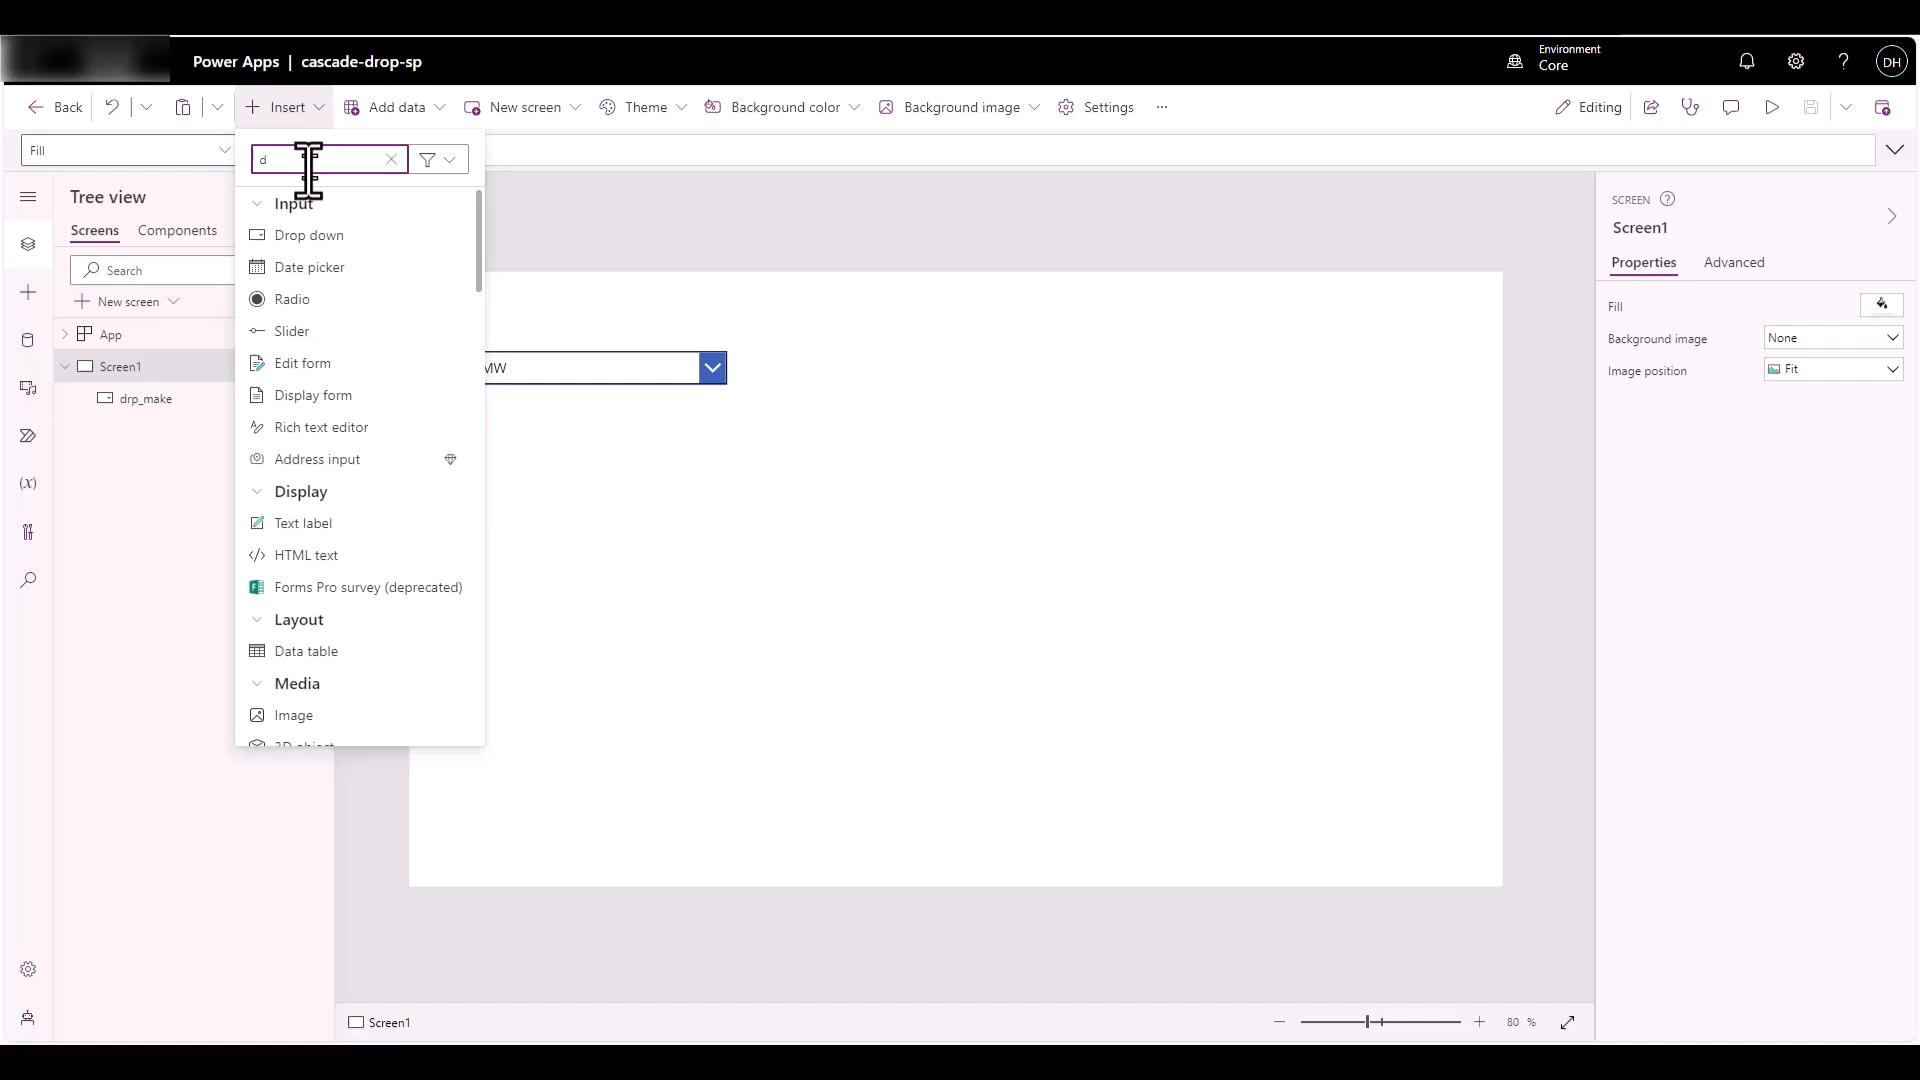 Power Apps | cascade-drop-sp
Environment
Core
DH
Back
Insert
Add data
New screen
Theme
Background color
Background image
Settings
Editing
Fill
d
Tree view
Screens
Components
Search
New screen
App
Screen1
drp_make
Input
Drop down
Date picker
Radio
Slider
Edit form
Display form
Rich text editor
Address input
Display
Text label
HTML text
Forms Pro survey (deprecated)
Layout
Data table
Media
Image
3D object
MW
SCREEN
Screen1
Properties
Advanced
Fill
Background image
None
Image position
Fit
Screen1
80 %